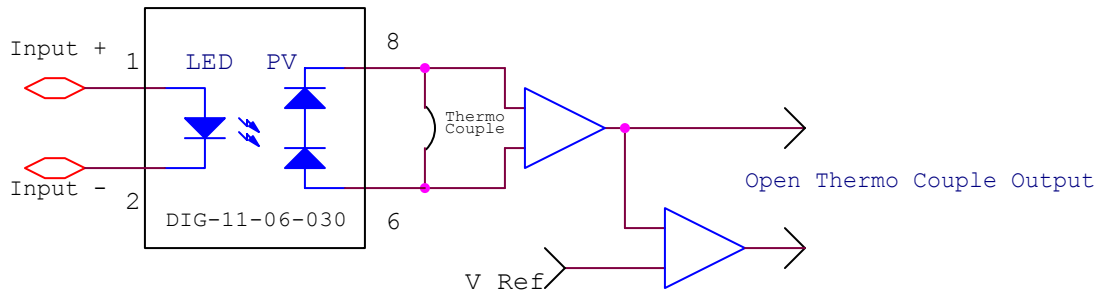 Input +
1
LED
PV
8
Thermo
Couple
Input -
2
DIG-11-06-030
6
Open Thermo Couple Output
V Ref